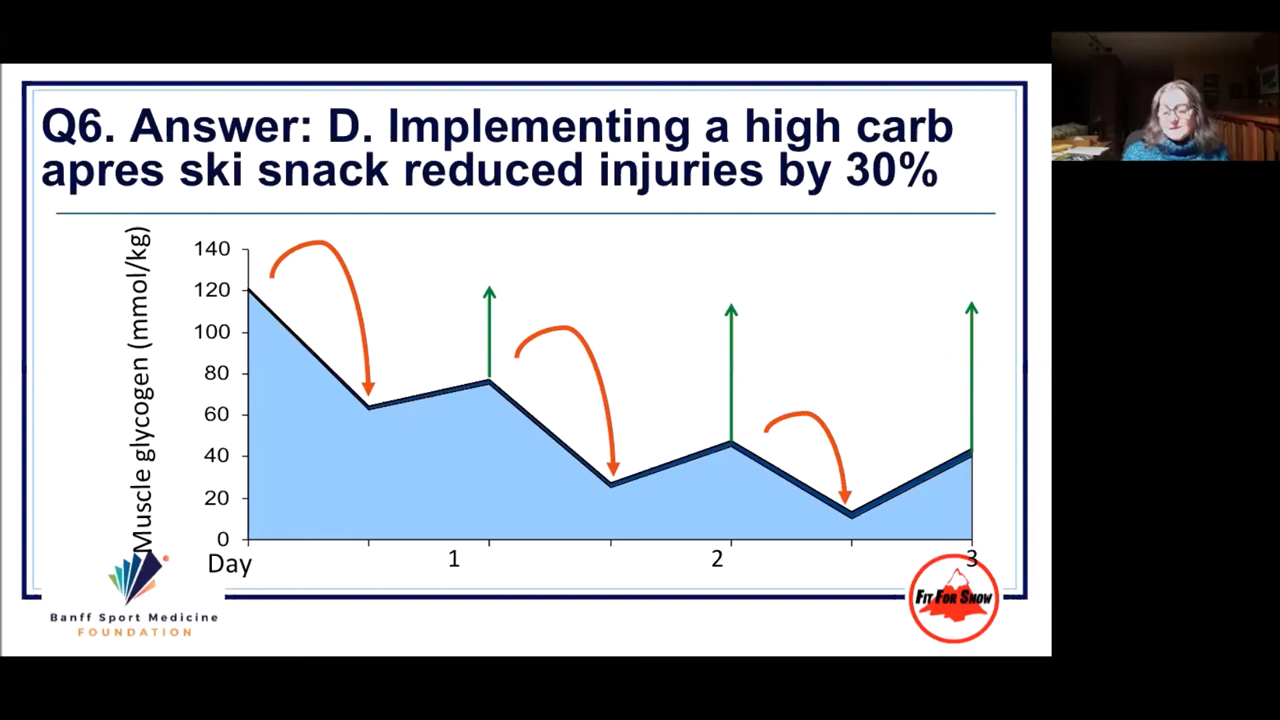 Q6. Answer: D. Implementing a high carb
apres ski snack reduced injuries by 30%
Muscle glycogen (mmol/kg)
140
120
100
80
60
40
20
0
Day
1
2
3
Banff Sport Medicine
FOUNDATION
FIT FOR SNOW